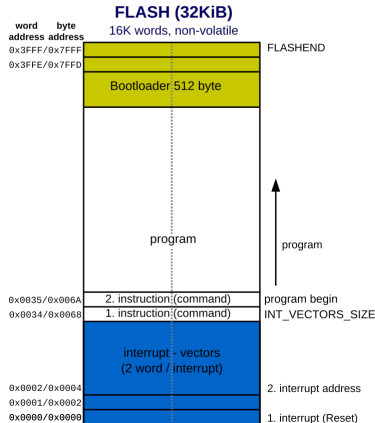 FLASH (32KiB)
16K words, non-volatile
word byte
address address
0x3FFF/0x7FFF FLASHEND
0x3FFE/0x7FFD
Bootloader 512 byte
program
program
0x0035/0x006A 2. instruction (command) program begin
0x0034/0x0068 1. instruction (command) INT_VECTORS_SIZE
interrupt - vectors
(2 word / interrupt)
0x0002/0x0004 2. interrupt address
0x0001/0x0002
0x0000/0x0000 1. interrupt (Reset)